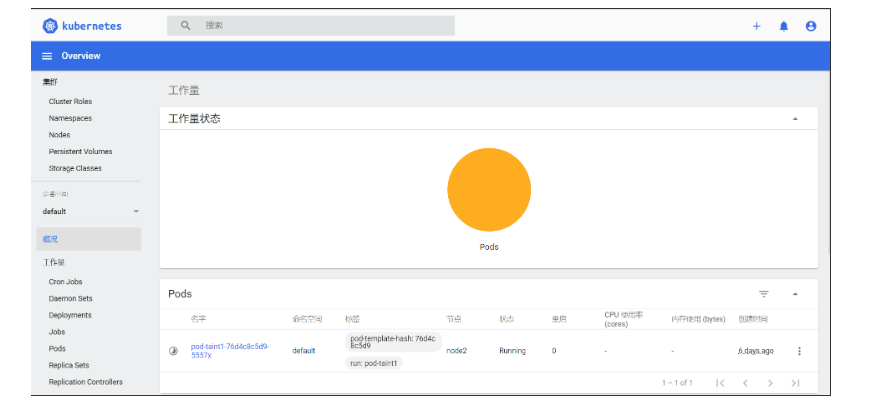 kubernetes
搜索
Overview
集群
Cluster Roles
Namespaces
Nodes
Persistent Volumes
Storage Classes
命名空间
default
概况
工作量
Cron Jobs
Daemon Sets
Deployments
Jobs
Pods
Replica Sets
Replication Controllers
工作量
工作量状态
Pods
Pods
名字 命名空间 标签 节点 状态 重启 CPU 使用率 (cores) 内存使用 (bytes) 创建时间
pod-taint1-76d4c8c5d9-
5557x
default
pod-template-hash: 76d4c
8c5d9
run: pod-taint1
node2
Running
0
-
-
6 days ago
1 – 1 of 1